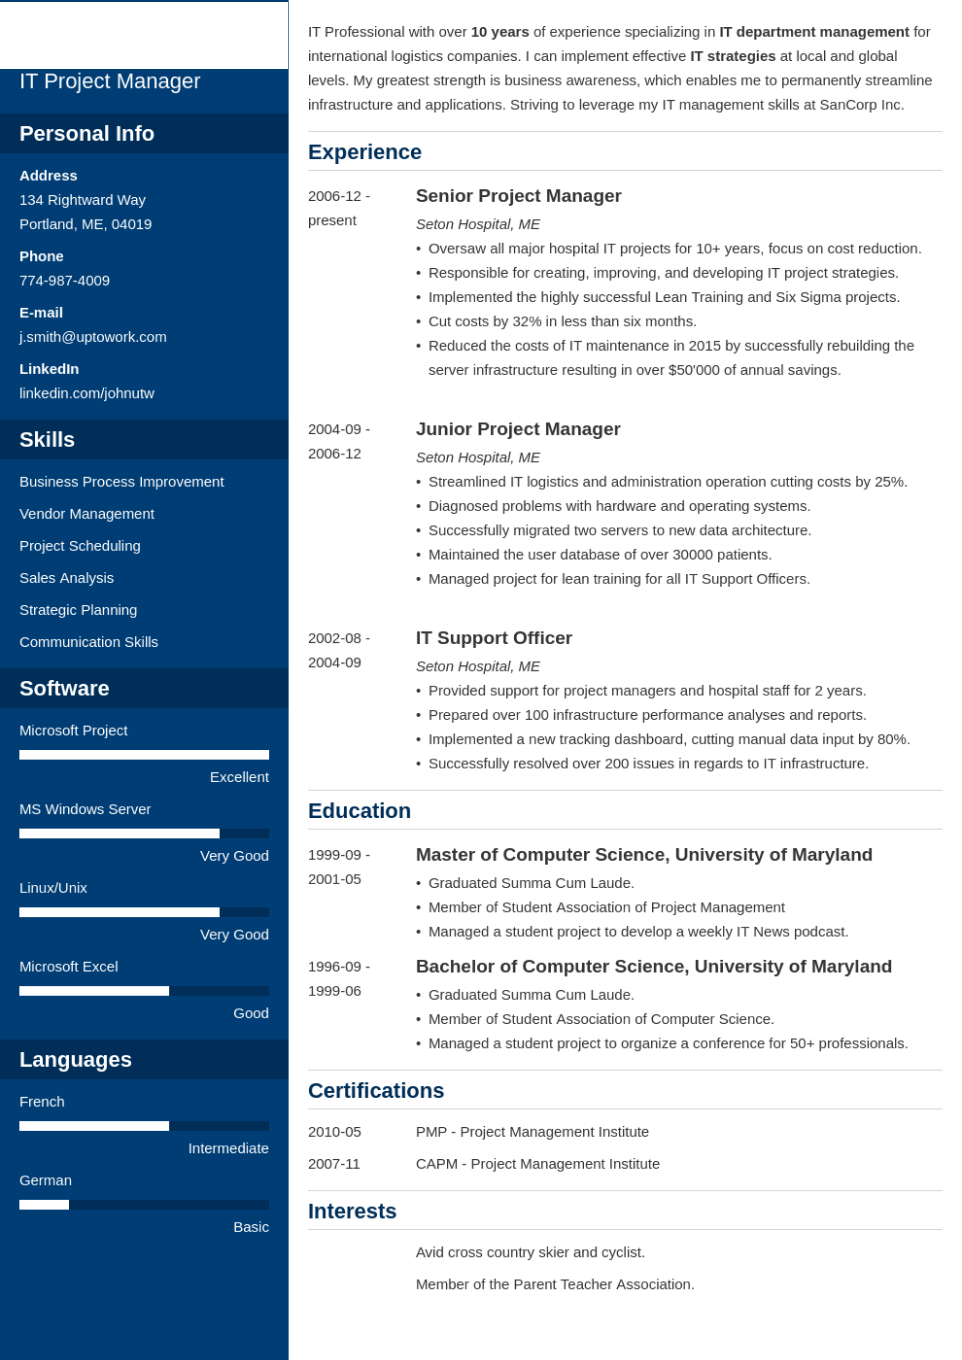 IT Project Manager
Personal Info
Address
134 Rightward Way
Portland, ME, 04019
Phone
774-987-4009
E-mail
j.smith@uptowork.com
LinkedIn
linkedin.com/johnutw
Skills
Business Process Improvement
Vendor Management
Project Scheduling
Sales Analysis
Strategic Planning
Communication Skills
Software
Microsoft Project
Excellent
MS Windows Server
Very Good
Linux/Unix
Very Good
Microsoft Excel
Good
Languages
French
Intermediate
German
Basic
IT Professional with over 10 years of experience specializing in IT department management for
international logistics companies. I can implement effective IT strategies at local and global
levels. My greatest strength is business awareness, which enables me to permanently streamline
infrastructure and applications. Striving to leverage my IT management skills at SanCorp Inc.
Experience
2006-12 -
present
Senior Project Manager
Seton Hospital, ME
• Oversaw all major hospital IT projects for 10+ years, focus on cost reduction.
• Responsible for creating, improving, and developing IT project strategies.
• Implemented the highly successful Lean Training and Six Sigma projects.
• Cut costs by 32% in less than six months.
• Reduced the costs of IT maintenance in 2015 by successfully rebuilding the
server infrastructure resulting in over $50'000 of annual savings.
2004-09 -
2006-12
Junior Project Manager
Seton Hospital, ME
• Streamlined IT logistics and administration operation cutting costs by 25%.
• Diagnosed problems with hardware and operating systems.
• Successfully migrated two servers to new data architecture.
• Maintained the user database of over 30000 patients.
• Managed project for lean training for all IT Support Officers.
2002-08 -
2004-09
IT Support Officer
Seton Hospital, ME
• Provided support for project managers and hospital staff for 2 years.
• Prepared over 100 infrastructure performance analyses and reports.
• Implemented a new tracking dashboard, cutting manual data input by 80%.
• Successfully resolved over 200 issues in regards to IT infrastructure.
Education
1999-09 -
2001-05
Master of Computer Science, University of Maryland
• Graduated Summa Cum Laude.
• Member of Student Association of Project Management
• Managed a student project to develop a weekly IT News podcast.
1996-09 -
1999-06
Bachelor of Computer Science, University of Maryland
• Graduated Summa Cum Laude.
• Member of Student Association of Computer Science.
• Managed a student project to organize a conference for 50+ professionals.
Certifications
2010-05 PMP - Project Management Institute
2007-11 CAPM - Project Management Institute
Interests
Avid cross country skier and cyclist.
Member of the Parent Teacher Association.